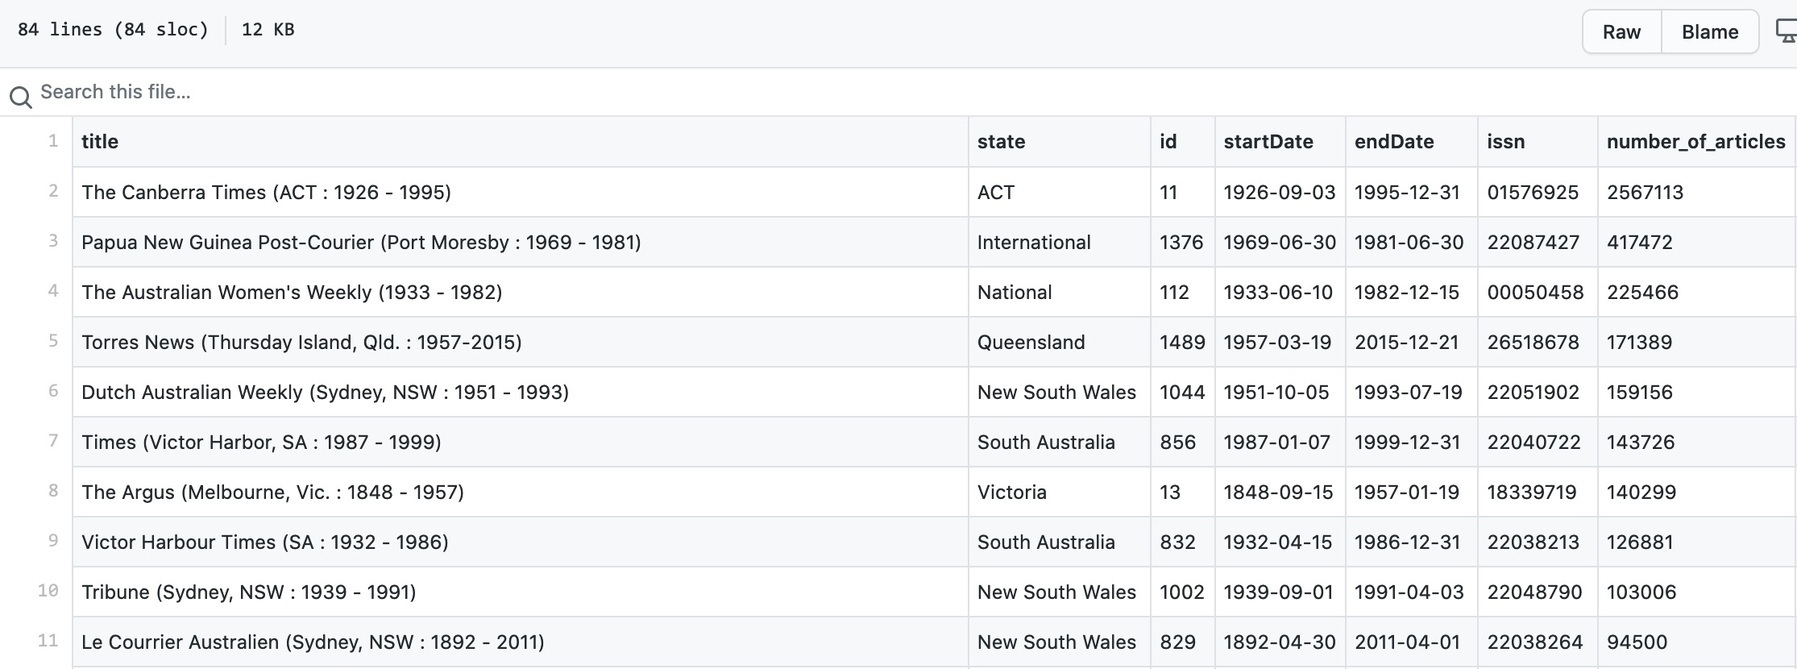 84 lines (84 sloc) 12 KB Raw Blame
Search this file...
1 title state id startDate endDate issn number_of_articles
2 The Canberra Times (ACT : 1926 - 1995) ACT 11 1926-09-03 1995-12-31 01576925 2567113
3 Papua New Guinea Post-Courier (Port Moresby : 1969 - 1981) International 1376 1969-06-30 1981-06-30 22087427 417472
4 The Australian Women's Weekly (1933 - 1982) National 112 1933-06-10 1982-12-15 00050458 225466
5 Torres News (Thursday Island, Qld. : 1957-2015) Queensland 1489 1957-03-19 2015-12-21 26518678 171389
6 Dutch Australian Weekly (Sydney, NSW : 1951 - 1993) New South Wales 1044 1951-10-05 1993-07-19 22051902 159156
7 Times (Victor Harbor, SA : 1987 - 1999) South Australia 856 1987-01-07 1999-12-31 22040722 143726
8 The Argus (Melbourne, Vic. : 1848 - 1957) Victoria 13 1848-09-15 1957-01-19 18339719 140299
9 Victor Harbour Times (SA : 1932 - 1986) South Australia 832 1932-04-15 1986-12-31 22038213 126881
10 Tribune (Sydney, NSW : 1939 - 1991) New South Wales 1002 1939-09-01 1991-04-03 22048790 103006
11 Le Courrier Australien (Sydney, NSW : 1892 - 2011) New South Wales 829 1892-04-30 2011-04-01 22038264 94500